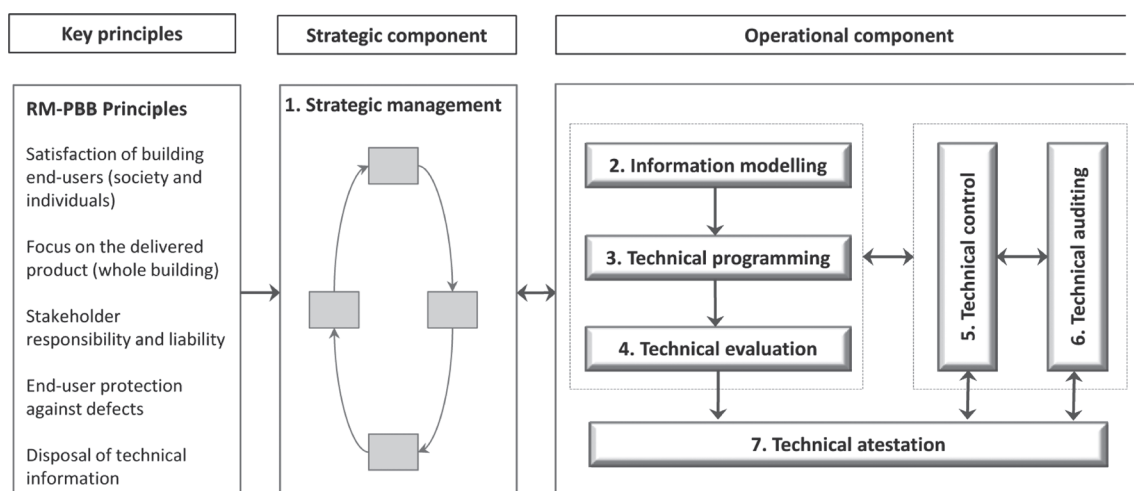 Key principles
Strategic component
Operational component
RM-PBB Principles
Satisfaction of building
end-users (society and
individuals)
Focus on the delivered
product (whole building)
Stakeholder
responsibility and liability
End-user protection
against defects
Disposal of technical
information
1. Strategic management
2. Information modelling
3. Technical programming
4. Technical evaluation
5. Technical control
6. Technical auditing
7. Technical atestation